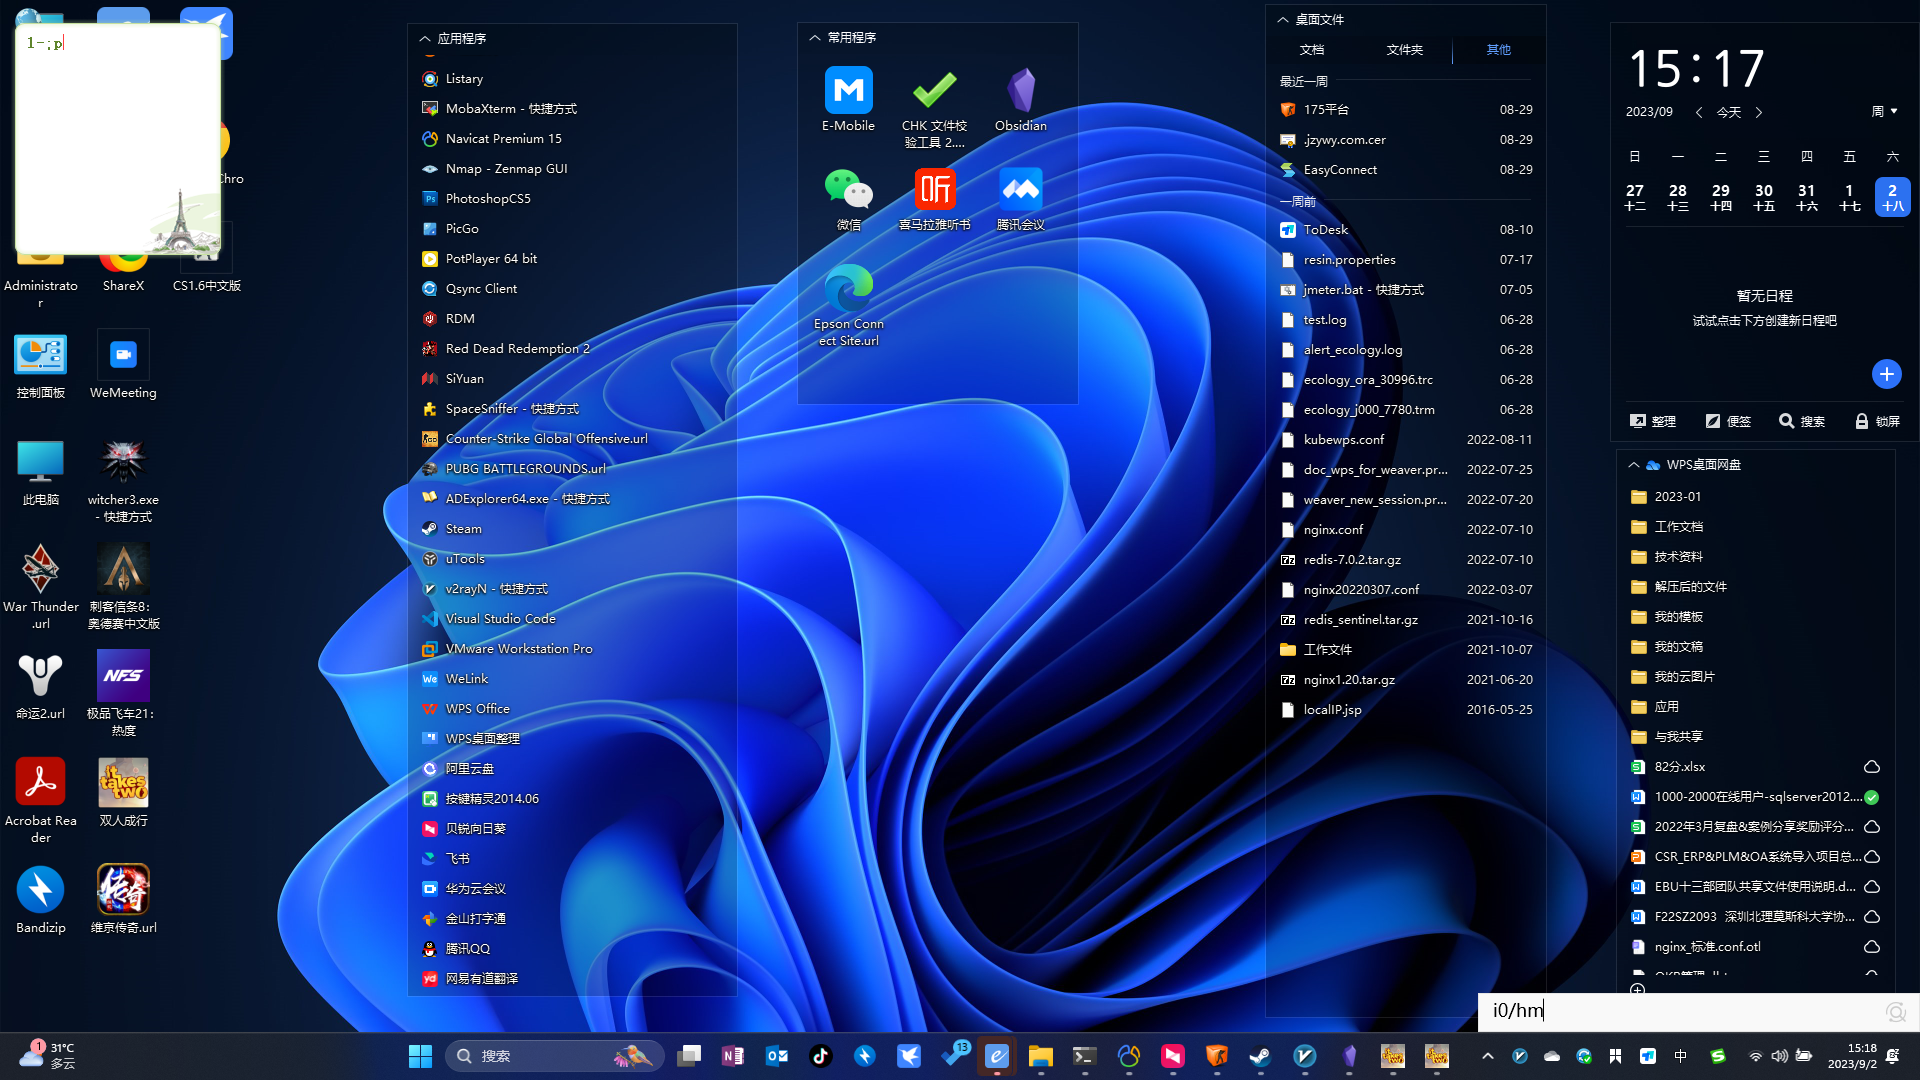 1-;p
hro
Administrato
r
ShareX
CS1.6中文版
控制面板
WeMeeting
此电脑
witcher3.exe
- 快捷方式
War Thunder
.url
刺客信条8：
奥德赛中文版
命运2.url
NFS
极品飞车21：
热度
Acrobat Rea
der
it takes two
双人成行
Bandizip
传奇
维京传奇.url
应用程序
Listary
MobaXterm - 快捷方式
Navicat Premium 15
Nmap - Zenmap GUI
PhotoshopCS5
PicGo
PotPlayer 64 bit
Qsync Client
RDM
Red Dead Redemption 2
SiYuan
SpaceSniffer - 快捷方式
Counter-Strike Global Offensive.url
PUBG BATTLEGROUNDS.url
ADExplorer64.exe - 快捷方式
Steam
uTools
v2rayN - 快捷方式
Visual Studio Code
VMware Workstation Pro
WeLink
WPS Office
WPS桌面整理
阿里云盘
按键精灵2014.06
贝锐向日葵
飞书
华为云会议
金山打字通
腾讯QQ
网易有道翻译
常用程序
E-Mobile
CHK 文件校
验工具 2....
Obsidian
微信
听
喜马拉雅听书
腾讯会议
Epson Conn
ect Site.url
桌面文件
文档 文件夹 其他
最近一周
175平台 08-29
.jzywy.com.cer 08-29
EasyConnect 08-29
一周前
ToDesk 08-10
resin.properties 07-17
jmeter.bat - 快捷方式 07-05
test.log 06-28
alert_ecology.log 06-28
ecology_ora_30996.trc 06-28
ecology_j000_7780.trm 06-28
kubewps.conf 2022-08-11
doc_wps_for_weaver.pr... 2022-07-25
weaver_new_session.pr... 2022-07-20
nginx.conf 2022-07-10
redis-7.0.2.tar.gz 2022-07-10
nginx20220307.conf 2022-03-07
redis_sentinel.tar.gz 2021-10-16
工作文件 2021-10-07
nginx1.20.tar.gz 2021-06-20
localIP.jsp 2016-05-25
15:17
2023/09 今天 周
日 一 二 三 四 五 六
27 28 29 30 31 1 2
十二 十三 十四 十五 十六 十七 十八
暂无日程
试试点击下方创建新日程吧
整理 便签 搜索 锁屏
WPS桌面网盘
2023-01
工作文档
技术资料
解压后的文件
我的模板
我的文稿
我的云图片
应用
与我共享
82分.xlsx
1000-2000在线用户-sqlserver2012....
2022年3月复盘&案例分享奖励评分...
CSR_ERP&PLM&OA系统导入项目总...
EBU十三部团队共享文件使用说明.d...
F22SZ2093 深圳北理莫斯科大学协...
nginx_标准.conf.otl
i0/hm
1
31°C
多云
搜索
13
中
15:18
2023/9/2